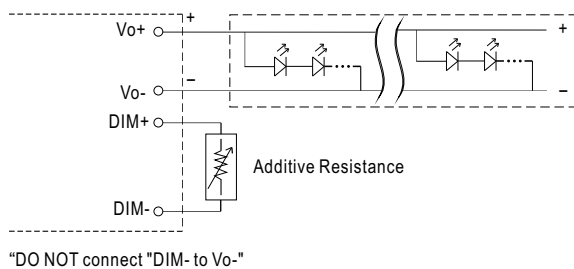 Vo+
+
+
Vo-
−
−
DIM+
Additive Resistance
DIM-
“DO NOT connect "DIM- to Vo-"